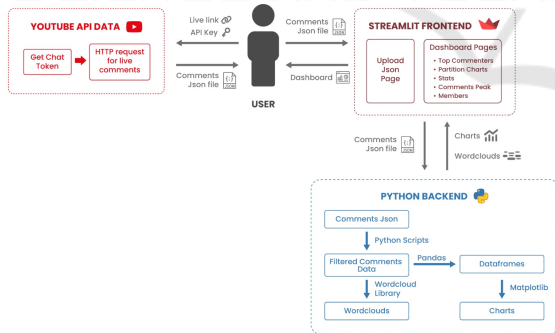 YOUTUBE API DATA
Get Chat
Token
HTTP request
for live
comments
Live link
API Key
Comments
Json file
{;}
JSON
USER
Comments
Json file
{;}
JSON
Dashboard
STREAMLIT FRONTEND
Upload
Json
Page
Dashboard Pages
• Top Commenters
• Partition Charts
• Stats
• Comments Peak
• Members
Comments
Json file
{;}
JSON
Charts
Wordclouds
PYTHON BACKEND
Comments Json
Python Scripts
Filtered Comments
Data
Pandas
Dataframes
Wordcloud
Library
Matplotlib
Wordclouds
Charts